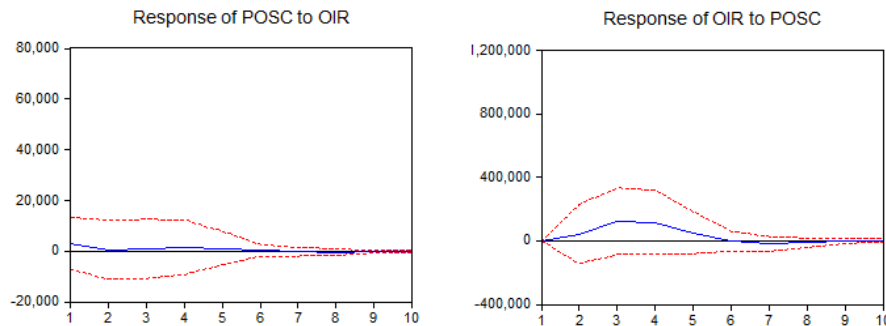 Response of POSC to OIR
80,000
60,000
40,000
20,000
0
-20,000
1 2 3 4 5 6 7 8 9 10
Response of OIR to POSC
1,200,000
800,000
400,000
0
-400,000
1 2 3 4 5 6 7 8 9 10